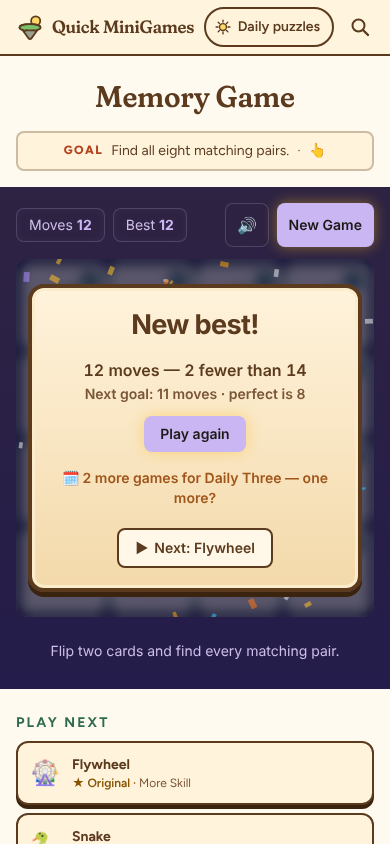 Quick MiniGames
Daily puzzles
Memory Game
GOAL Find all eight matching pairs. ·
Moves 12
Best 12
New Game
New best!
12 moves — 2 fewer than 14
Next goal: 11 moves · perfect is 8
Play again
2 more games for Daily Three — one
more?
▶ Next: Flywheel
Flip two cards and find every matching pair.
PLAY NEXT
Flywheel
★ Original · More Skill
Snake